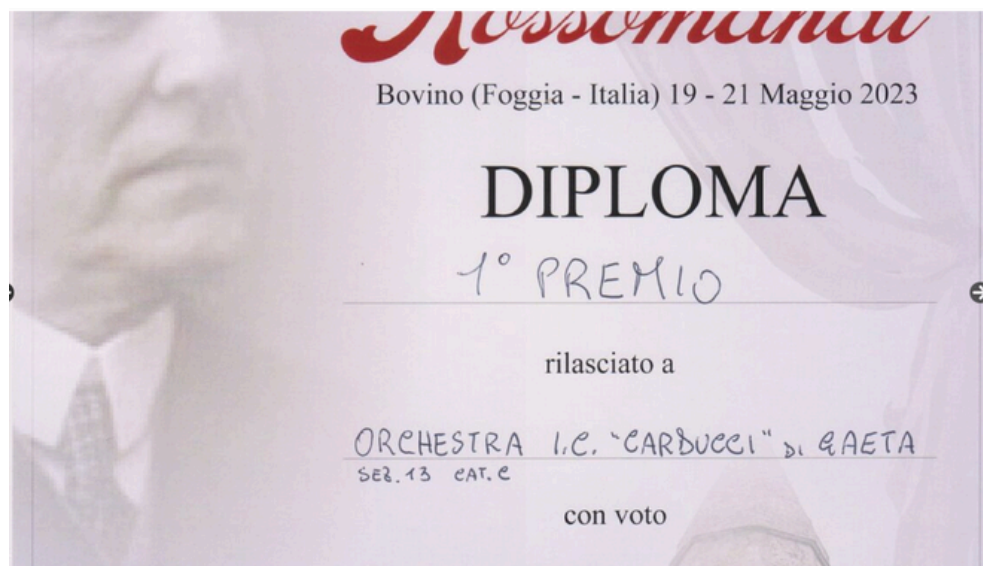 Rossomandi
Bovino (Foggia - Italia) 19 - 21 Maggio 2023
DIPLOMA
1° PREMIO
rilasciato a
ORCHESTRA I.C. "CARDUCCI" DI GAETA
SEZ. 13 CAT. C
con voto